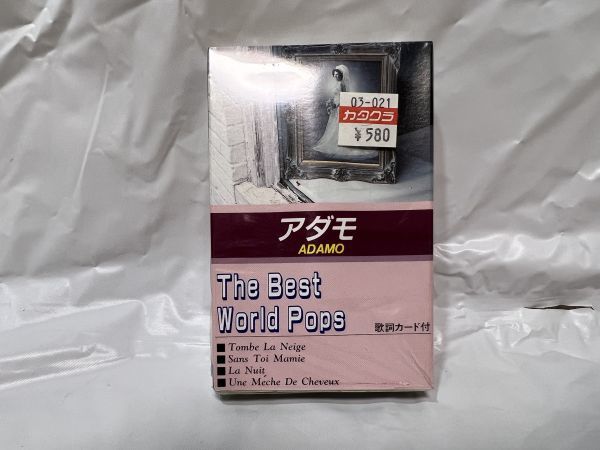 03-021
カタクラ
¥580
アダモ
ADAMO
The Best
World Pops
歌詞カード付
■ Tombe La Neige
■ Sans Toi Mamie
■ La Nuit
■ Une Meche De Cheveux